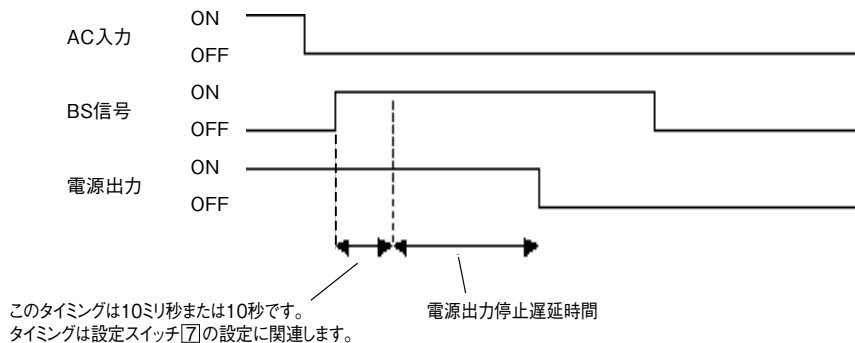 ON
AC入力
OFF
ON
BS信号
OFF
ON
電源出力
OFF
このタイミングは10ミリ秒または10秒です。
タイミングは設定スイッチ7の設定に関連します。
電源出力停止遅延時間